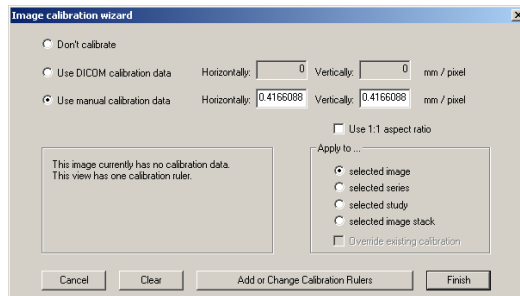 Image calibration wizard
Don't calibrate
Use DICOM calibration data Horizontally: 0 Vertically: 0 mm / pixel
Use manual calibration data Horizontally: 0.4166088 Vertically: 0.4166088 mm / pixel
Use 1:1 aspect ratio
This image currently has no calibration data.
This view has one calibration ruler.
Apply to ...
selected image
selected series
selected study
selected image stack
Override existing calibration
Cancel Clear Add or Change Calibration Rulers Finish